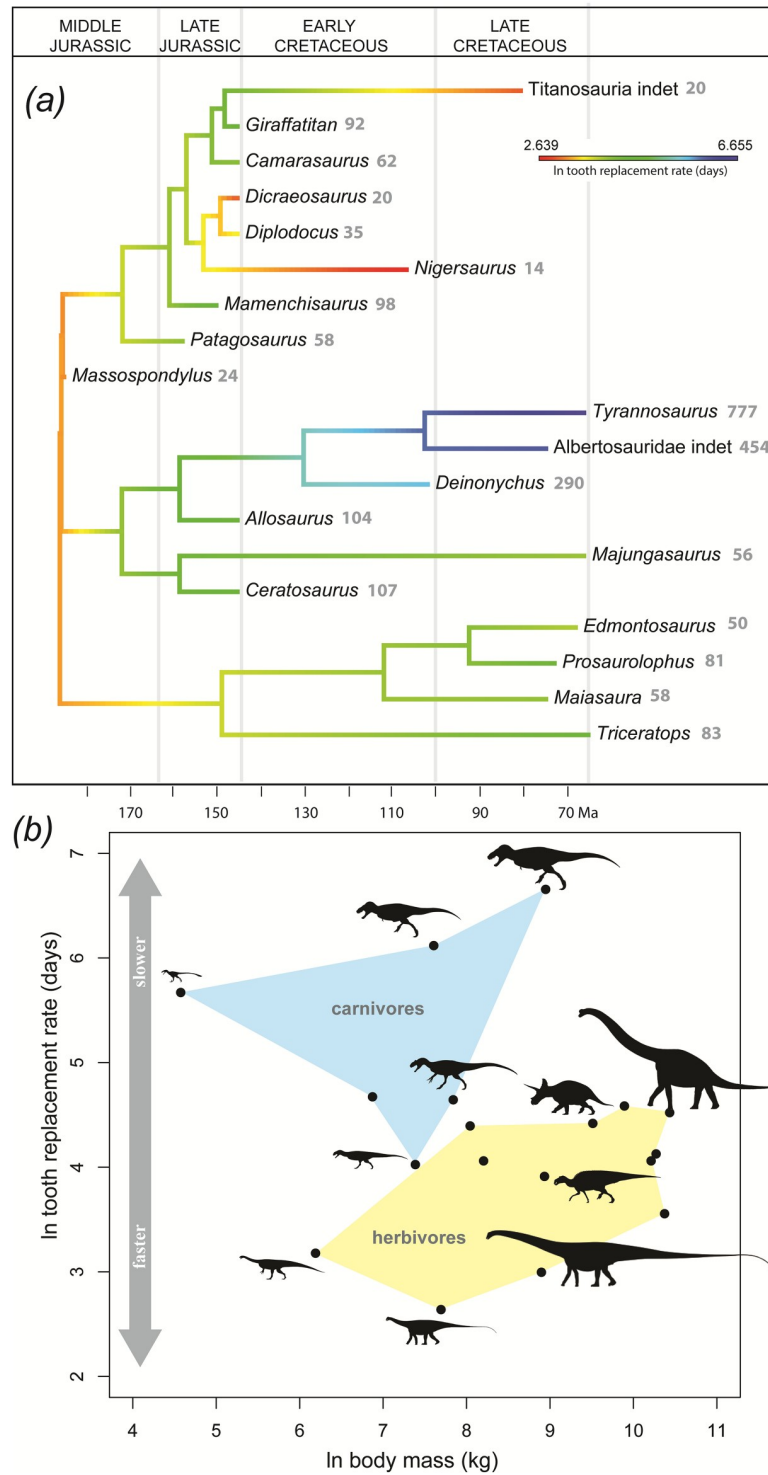 MIDDLE JURASSIC
LATE JURASSIC
EARLY CRETACEOUS
LATE CRETACEOUS
(a)
Titanosauria indet 20
Giraffatitan 92
2.639 6.655
ln tooth replacement rate (days)
Camarasaurus 62
Dicraeosaurus 20
Diplodocus 35
Nigersaurus 14
Mamenchisaurus 98
Patagosaurus 58
Massospondylus 24
Tyrannosaurus 777
Albertosauridae indet 454
Deinonychus 290
Allosaurus 104
Majungasaurus 56
Ceratosaurus 107
Edmontosaurus 50
Prosaurolophus 81
Maiasaura 58
Triceratops 83
170 150 130 110 90 70 Ma
(b)
ln tooth replacement rate (days)
7
6
5
4
3
2
slower
faster
carnivores
herbivores
4 5 6 7 8 9 10 11
ln body mass (kg)